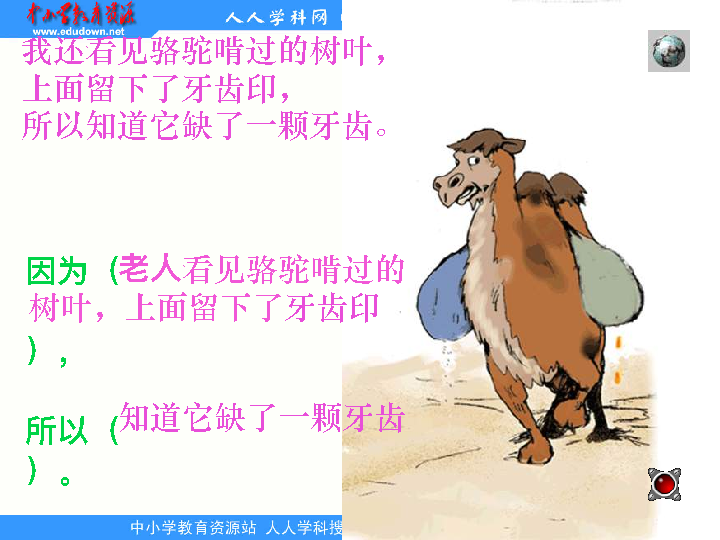 中小学教育资源
www.edudown.net
人人学科网
我还看见骆驼啃过的树叶，
上面留下了牙齿印，
所以知道它缺了一颗牙齿。
因为（老人看见骆驼啃过的
树叶，上面留下了牙齿印
），
所以（知道它缺了一颗牙齿
）。
中小学教育资源站 人人学科搜